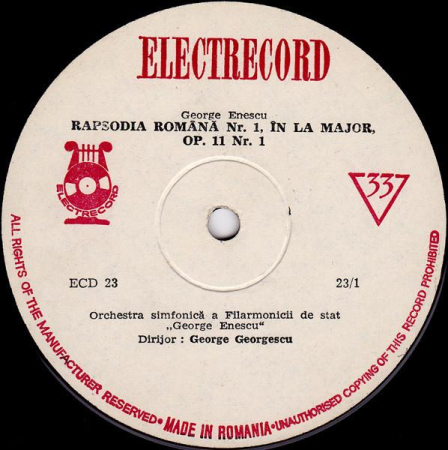 ELECTRECORD
George Enescu
RAPSODIA ROMÂNĂ Nr. 1, ÎN LA MAJOR,
OP. 11 Nr. 1
ELECTRECORD
33
ECD 23
23/1
Orchestra simfonică a Filarmonicii de stat
„George Enescu“
Dirijor : George Georgescu
ALL RIGHTS OF THE MANUFACTURER RESERVED • MADE IN ROMANIA • UNAUTHORISED COPYING OF THIS RECORD PROHIBITED